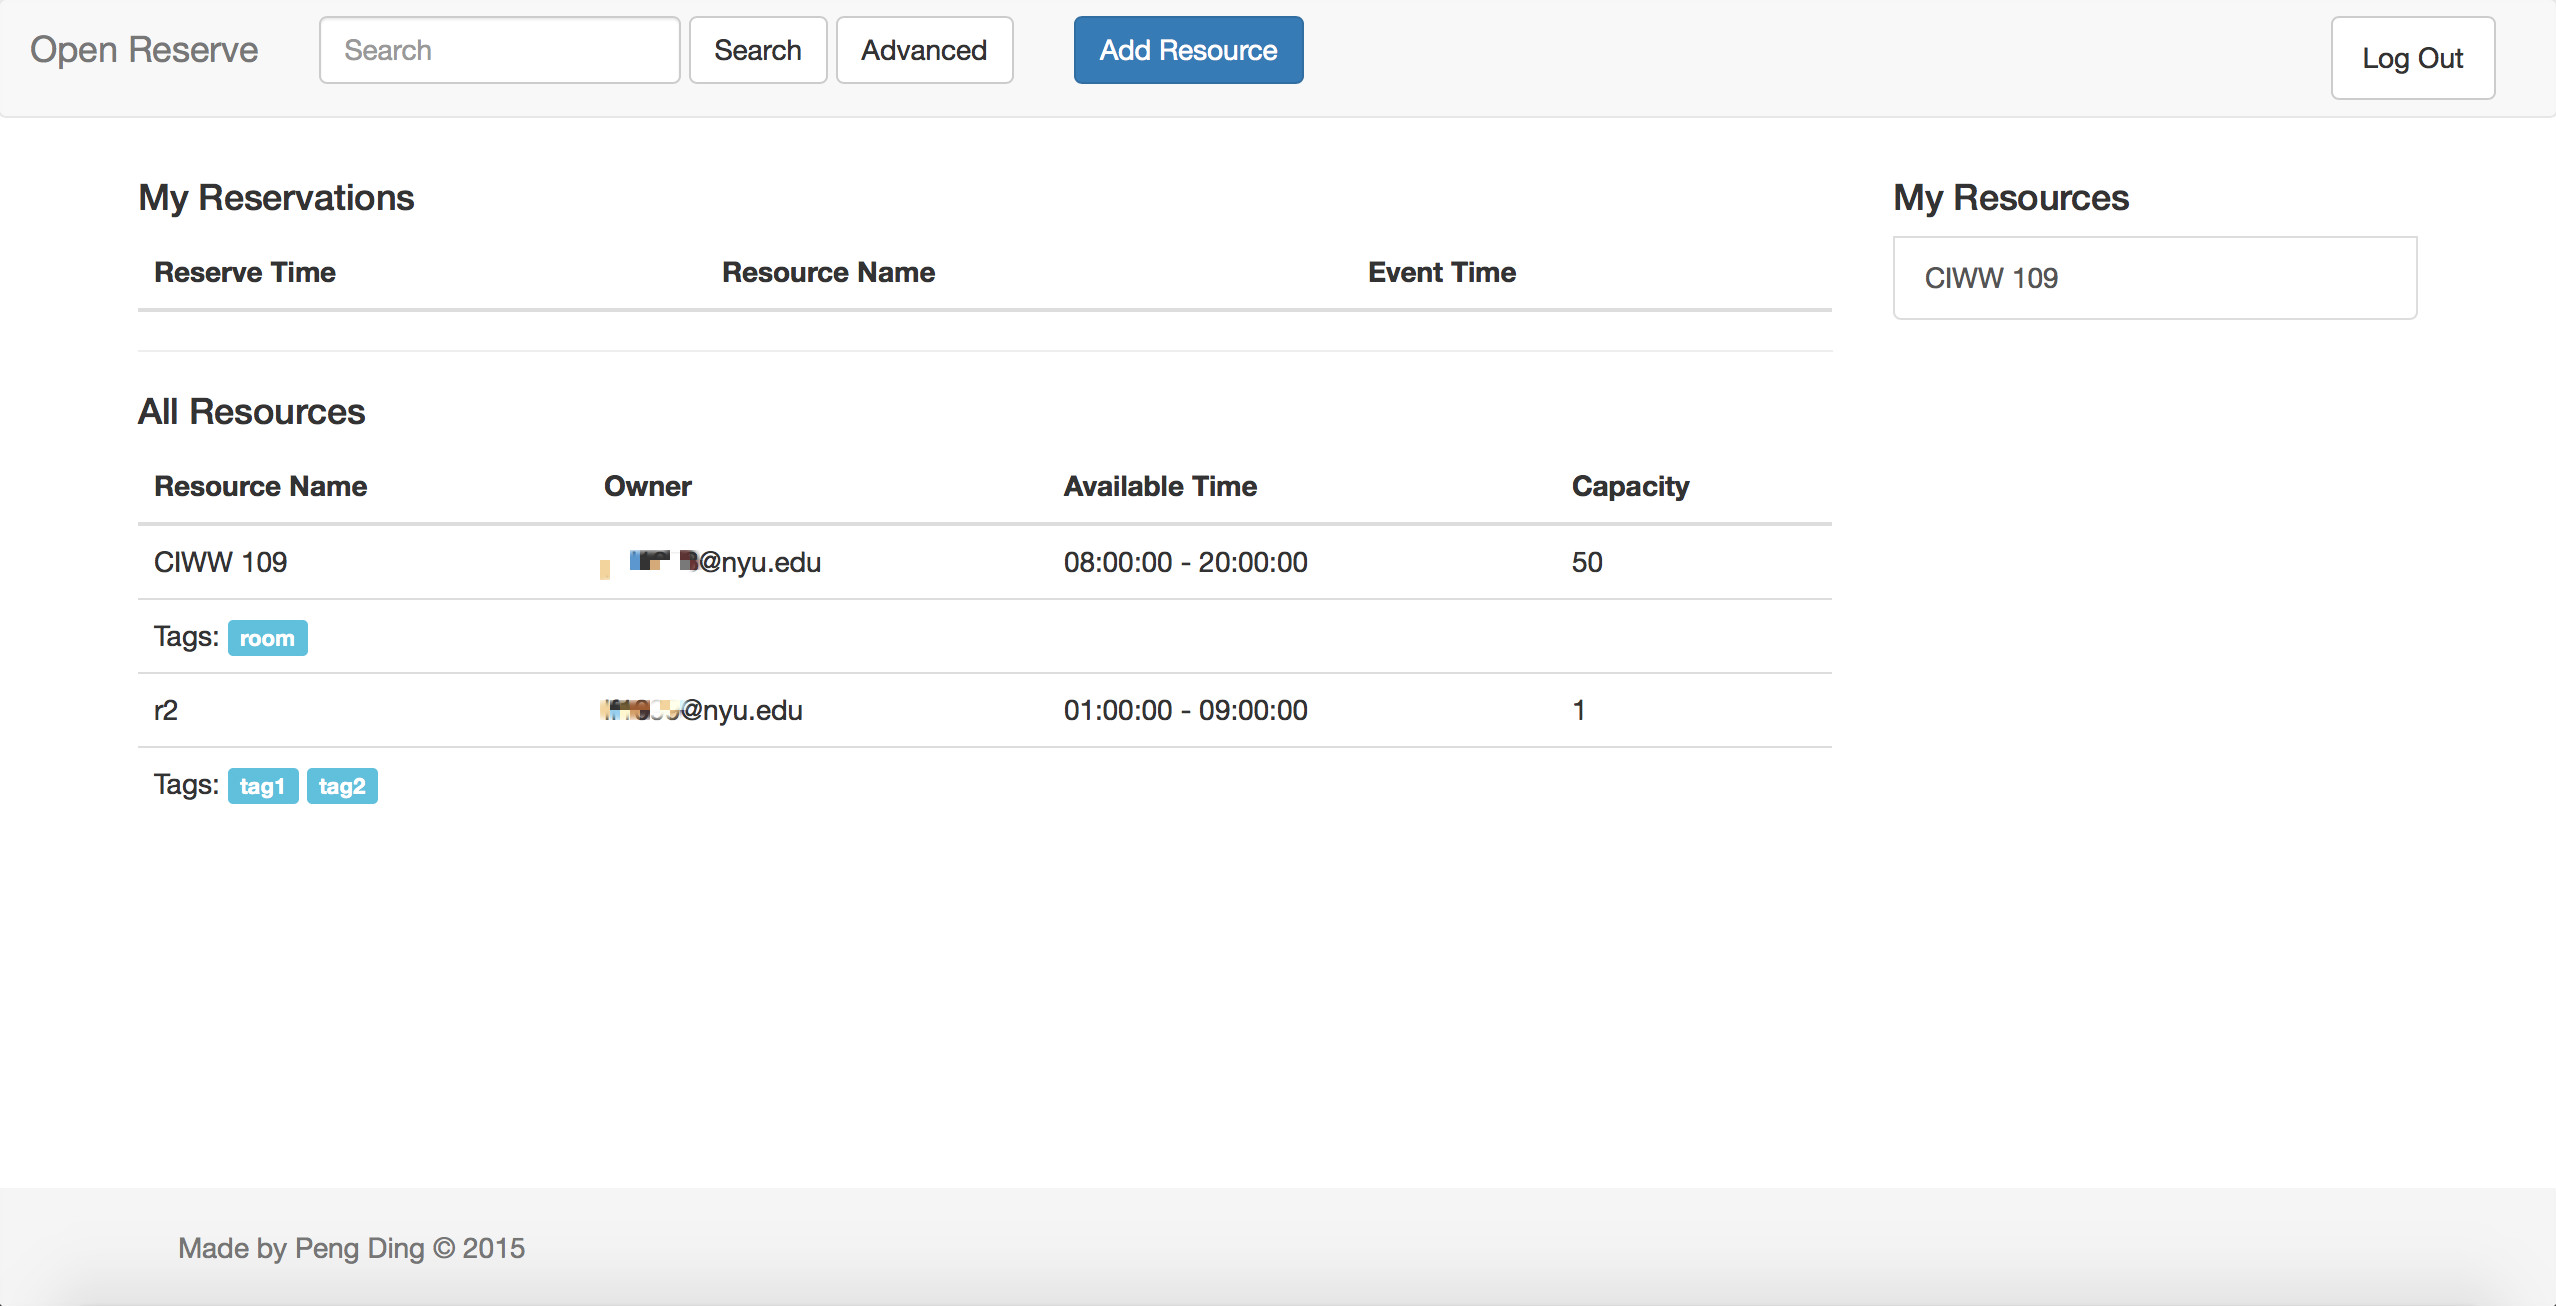 Open Reserve Search Search Advanced Add Resource Log Out
My Reservations
Reserve Time Resource Name Event Time
All Resources
Resource Name Owner Available Time Capacity
CIWW 109 @nyu.edu 08:00:00 - 20:00:00 50
Tags: room
r2 @nyu.edu 01:00:00 - 09:00:00 1
Tags: tag1 tag2
My Resources
CIWW 109
Made by Peng Ding © 2015